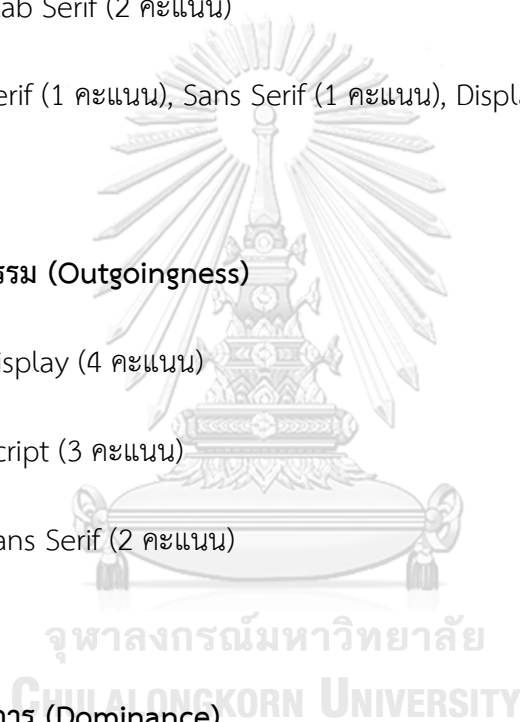 ab Serif (2 คะแนน)
erif (1 คะแนน), Sans Serif (1 คะแนน), Displa
รรม (Outgoingness)
isplay (4 คะแนน)
cript (3 คะแนน)
ans Serif (2 คะแนน)
จุฬาลงกรณ์มหาวิทยาลัย
CHULALONGKORN UNIVERSITY
การ (Dominance)